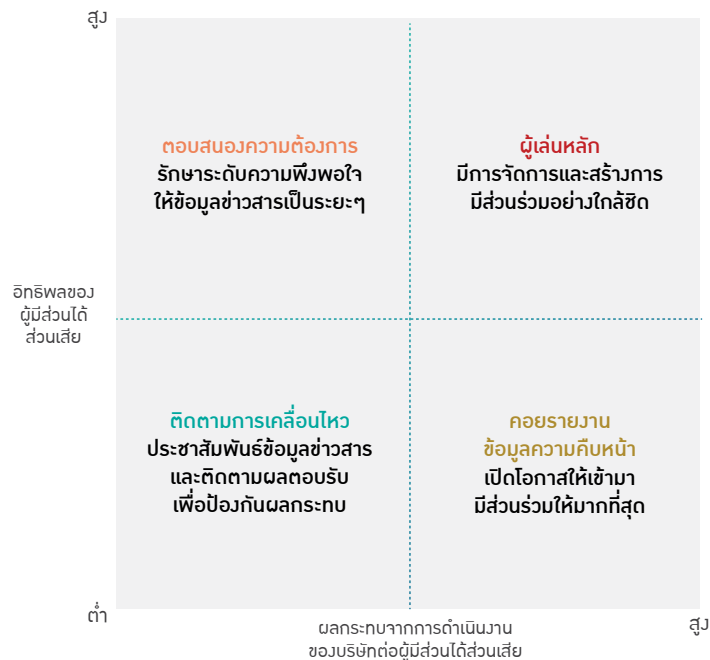 สูง
ตอบสนองความต้องการ
รักษาระดับความพึงพอใจ
ให้ข้อมูลข่าวสารเป็นระยะๆ
ผู้เล่นหลัก
มีการจัดการและสร้างการ
มีส่วนร่วมอย่างใกล้ชิด
อิทธิพลของ
ผู้มีส่วนได้
ส่วนเสีย
ติดตามการเคลื่อนไหว
ประชาสัมพันธ์ข้อมูลข่าวสาร
และติดตามผลตอบรับ
เพื่อป้องกันผลกระทบ
คอยรายงาน
ข้อมูลความคืบหน้า
เปิดโอกาสให้เข้ามา
มีส่วนร่วมให้มากที่สุด
ต่ำ
ผลกระทบจากการดำเนินงาน
ของบริษัทต่อผู้มีส่วนได้ส่วนเสีย
สูง